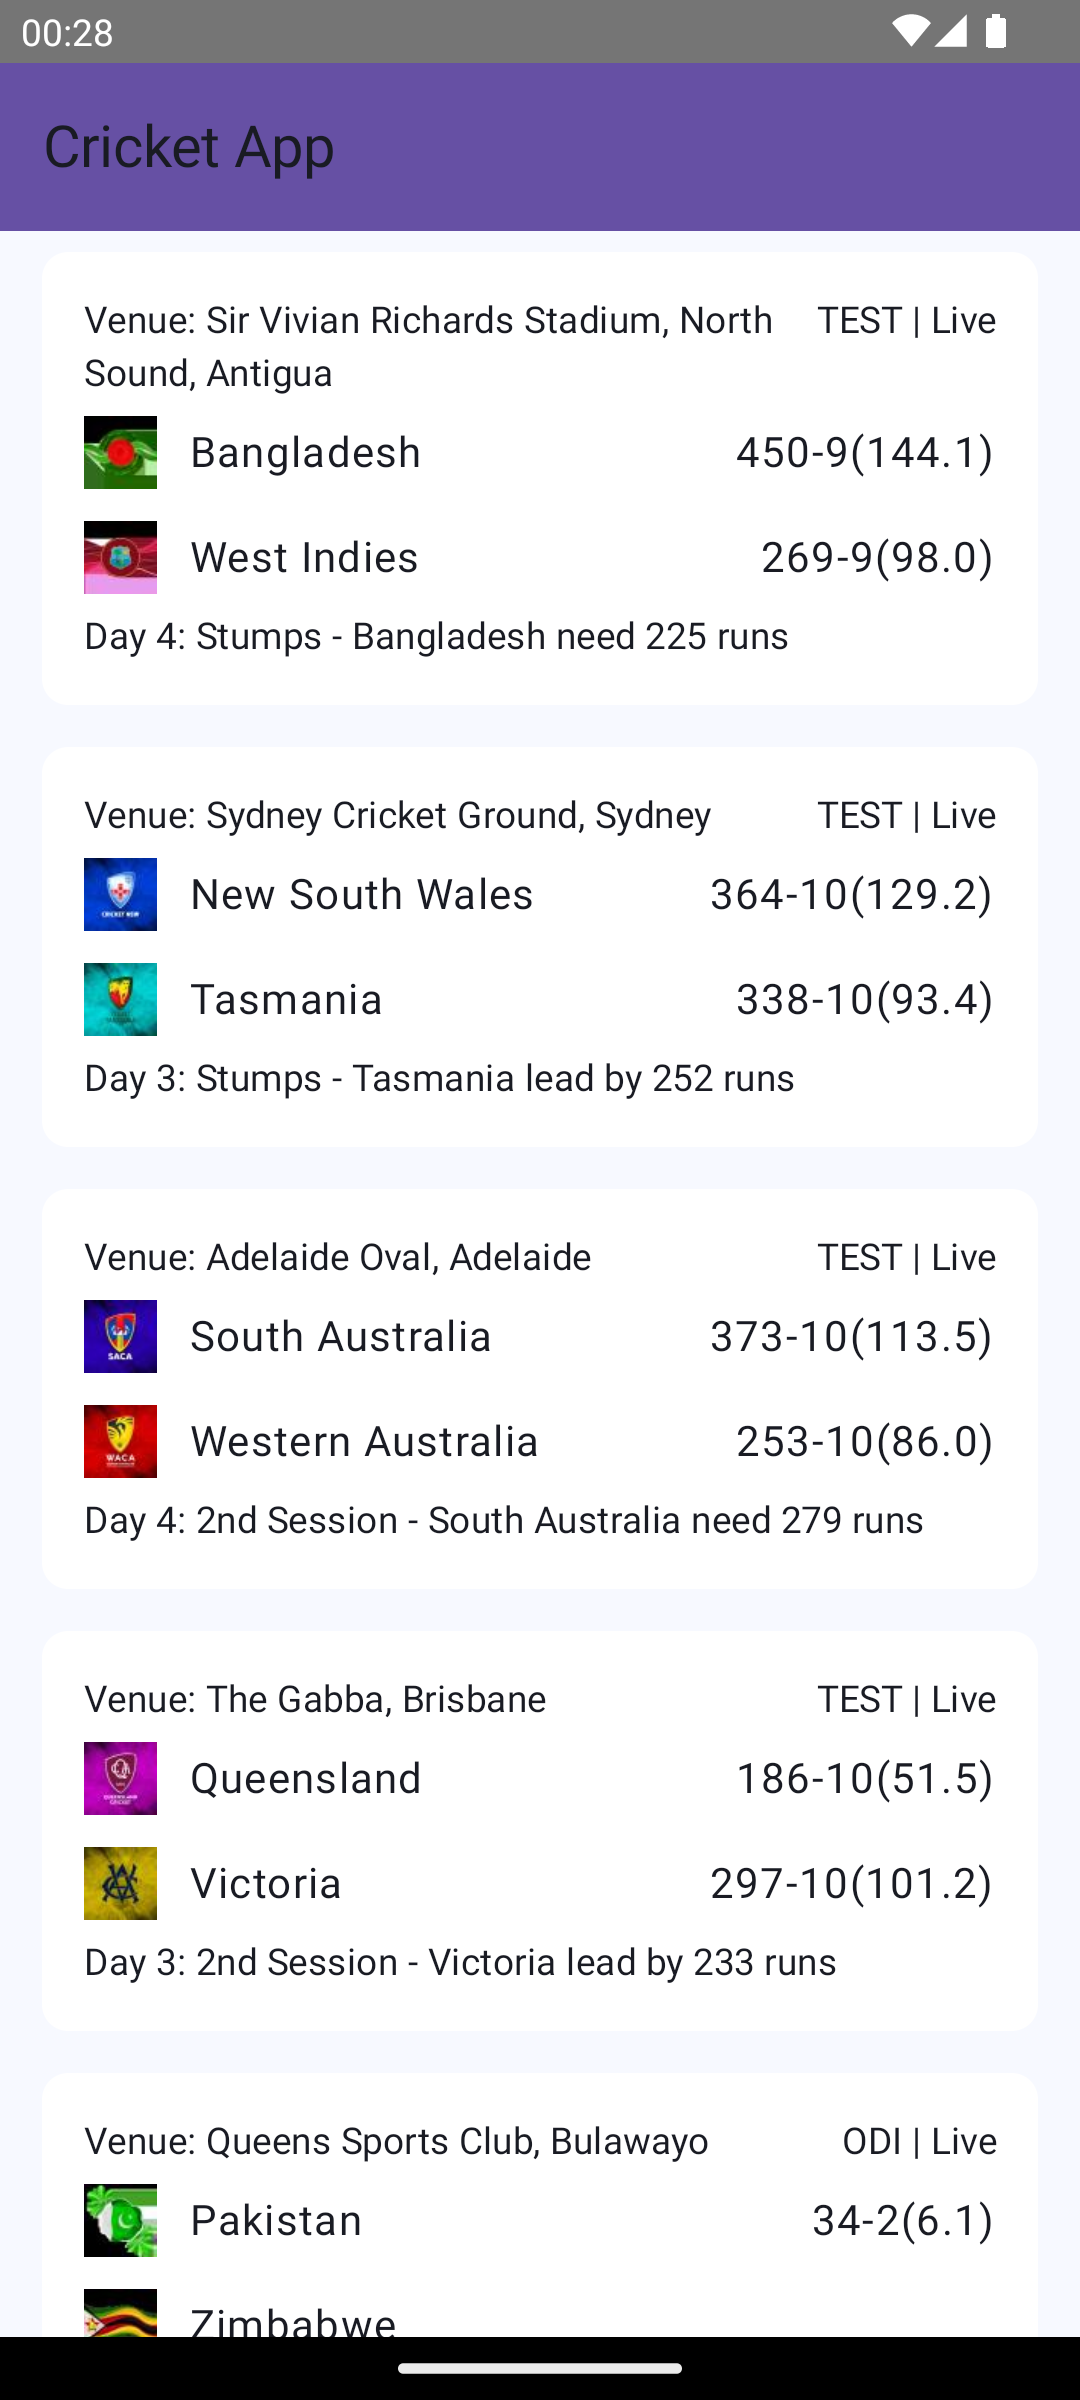 00:28
Cricket App
Venue: Sir Vivian Richards Stadium, North Sound, Antigua
TEST | Live
Bangladesh 450-9(144.1)
West Indies 269-9(98.0)
Day 4: Stumps - Bangladesh need 225 runs
Venue: Sydney Cricket Ground, Sydney TEST | Live
CRICKET NSW
New South Wales 364-10(129.2)
Tasmania 338-10(93.4)
Day 3: Stumps - Tasmania lead by 252 runs
Venue: Adelaide Oval, Adelaide TEST | Live
SACA
South Australia 373-10(113.5)
WACA
Western Australia 253-10(86.0)
Day 4: 2nd Session - South Australia need 279 runs
Venue: The Gabba, Brisbane TEST | Live
Queensland 186-10(51.5)
Victoria 297-10(101.2)
Day 3: 2nd Session - Victoria lead by 233 runs
Venue: Queens Sports Club, Bulawayo ODI | Live
Pakistan 34-2(6.1)
Zimbabwe